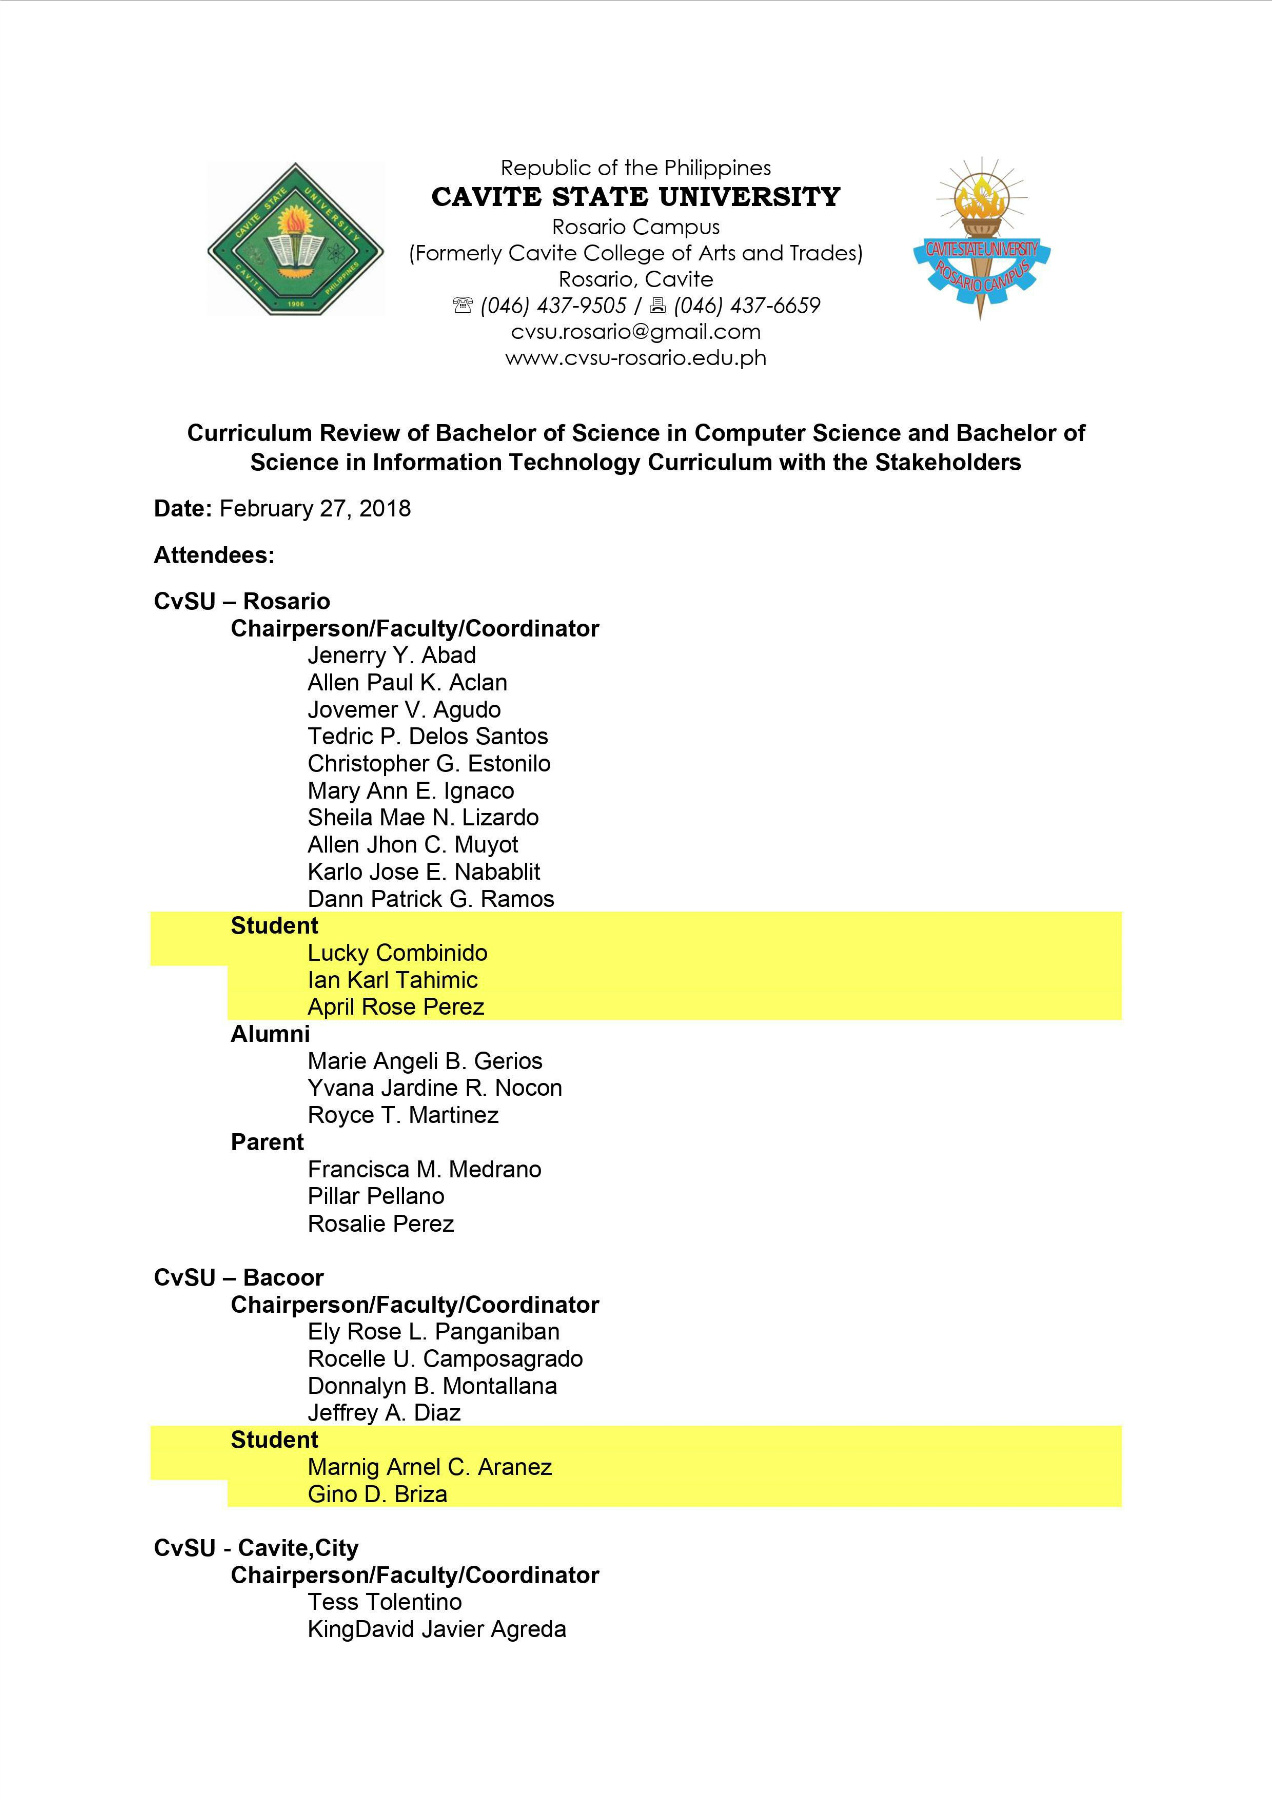 Republic of the Philippines
CAVITE STATE UNIVERSITY
Rosario Campus
(Formerly Cavite College of Arts and Trades)
Rosario, Cavite
☏ (046) 437-9505 / 🖷 (046) 437-6659
cvsu.rosario@gmail.com
www.cvsu-rosario.edu.ph
CAVITE STATE UNIVERSITY
CAVITE PHILIPPINES
1906
CvSU
CAVITE STATE UNIVERSITY
ROSARIO CAMPUS
Curriculum Review of Bachelor of Science in Computer Science and Bachelor of
Science in Information Technology Curriculum with the Stakeholders
Date: February 27, 2018
Attendees:
CvSU – Rosario
Chairperson/Faculty/Coordinator
Jenerry Y. Abad
Allen Paul K. Aclan
Jovemer V. Agudo
Tedric P. Delos Santos
Christopher G. Estonilo
Mary Ann E. Ignaco
Sheila Mae N. Lizardo
Allen Jhon C. Muyot
Karlo Jose E. Nabablit
Dann Patrick G. Ramos
Student
Lucky Combinido
Ian Karl Tahimic
April Rose Perez
Alumni
Marie Angeli B. Gerios
Yvana Jardine R. Nocon
Royce T. Martinez
Parent
Francisca M. Medrano
Pillar Pellano
Rosalie Perez
CvSU – Bacoor
Chairperson/Faculty/Coordinator
Ely Rose L. Panganiban
Rocelle U. Camposagrado
Donnalyn B. Montallana
Jeffrey A. Diaz
Student
Marnig Arnel C. Aranez
Gino D. Briza
CvSU - Cavite,City
Chairperson/Faculty/Coordinator
Tess Tolentino
KingDavid Javier Agreda